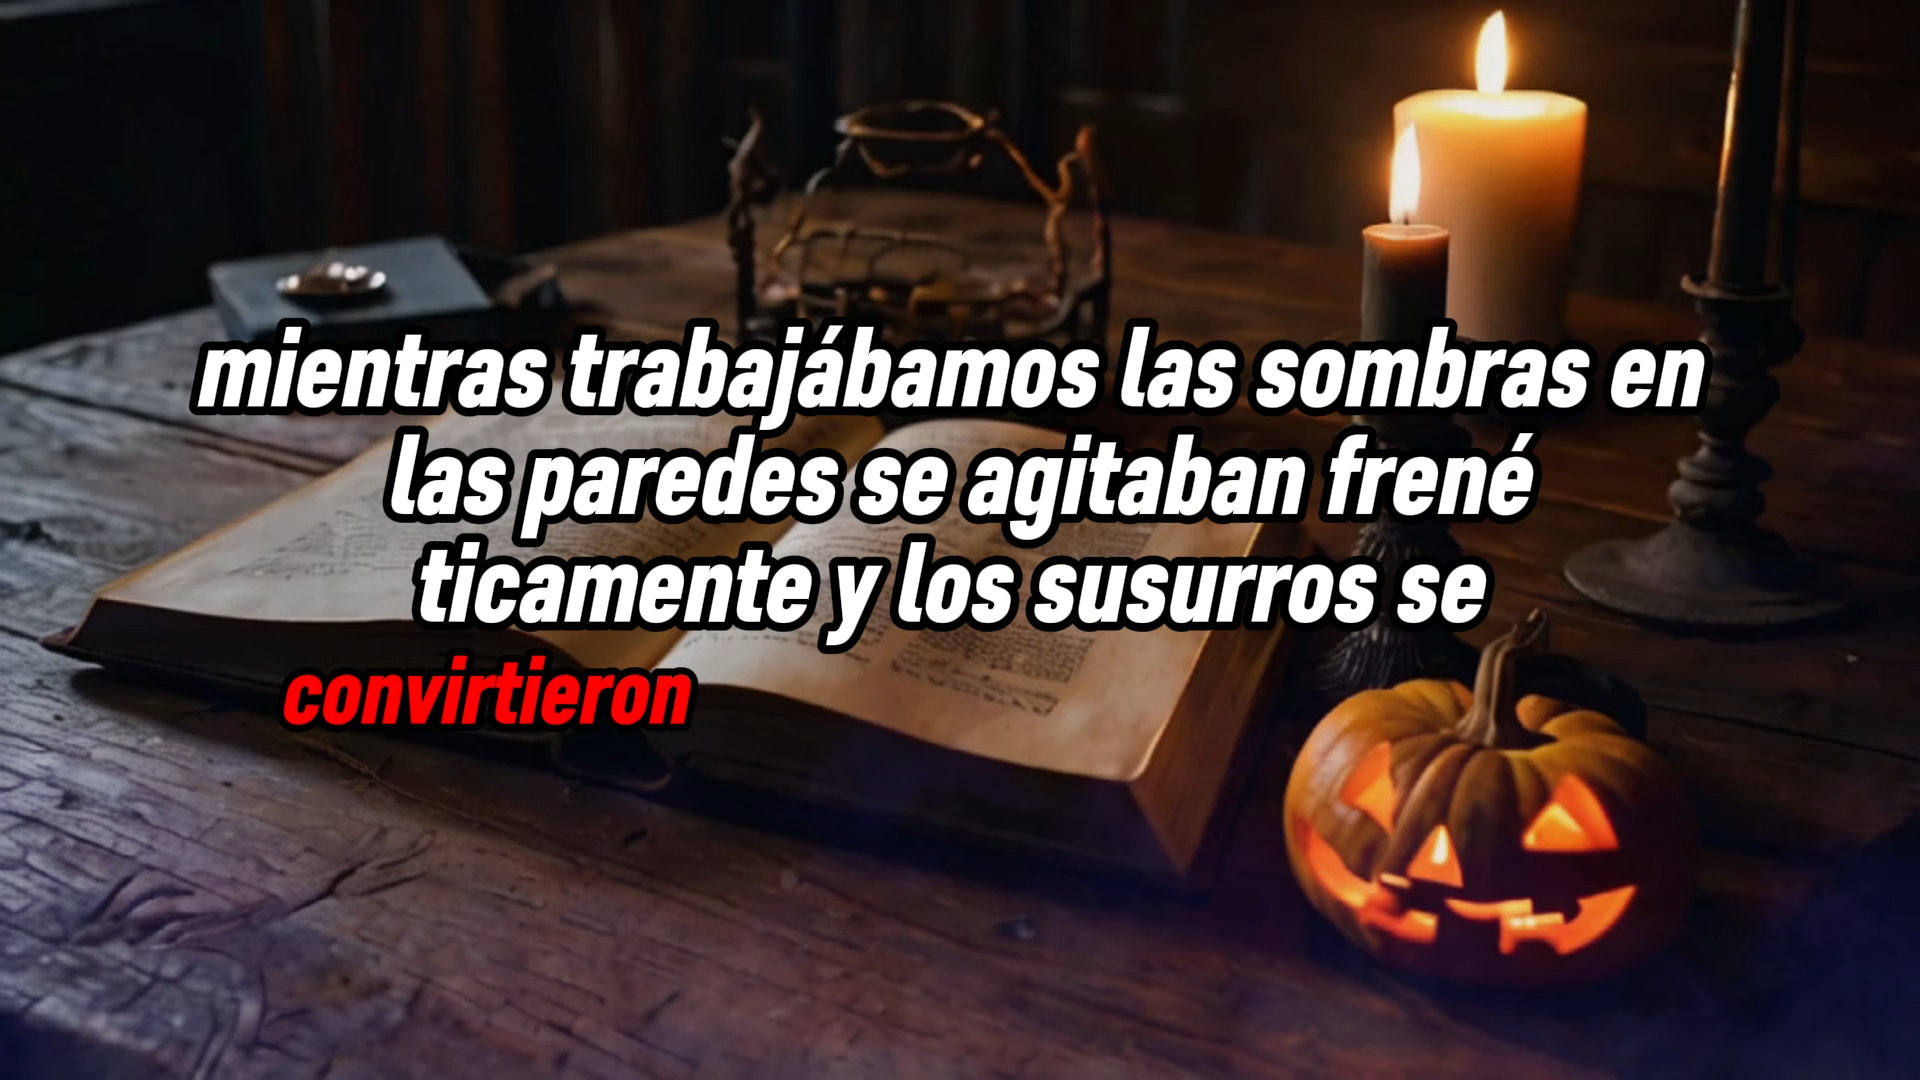 mientras trabajábamos las sombras en
las paredes se agitaban frené
ticamente y los susurros se
convirtieron